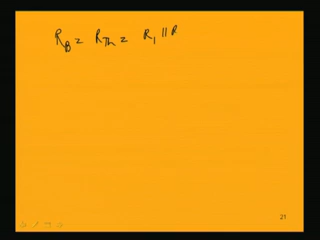 R_B = R_Th = R_1 || R
21